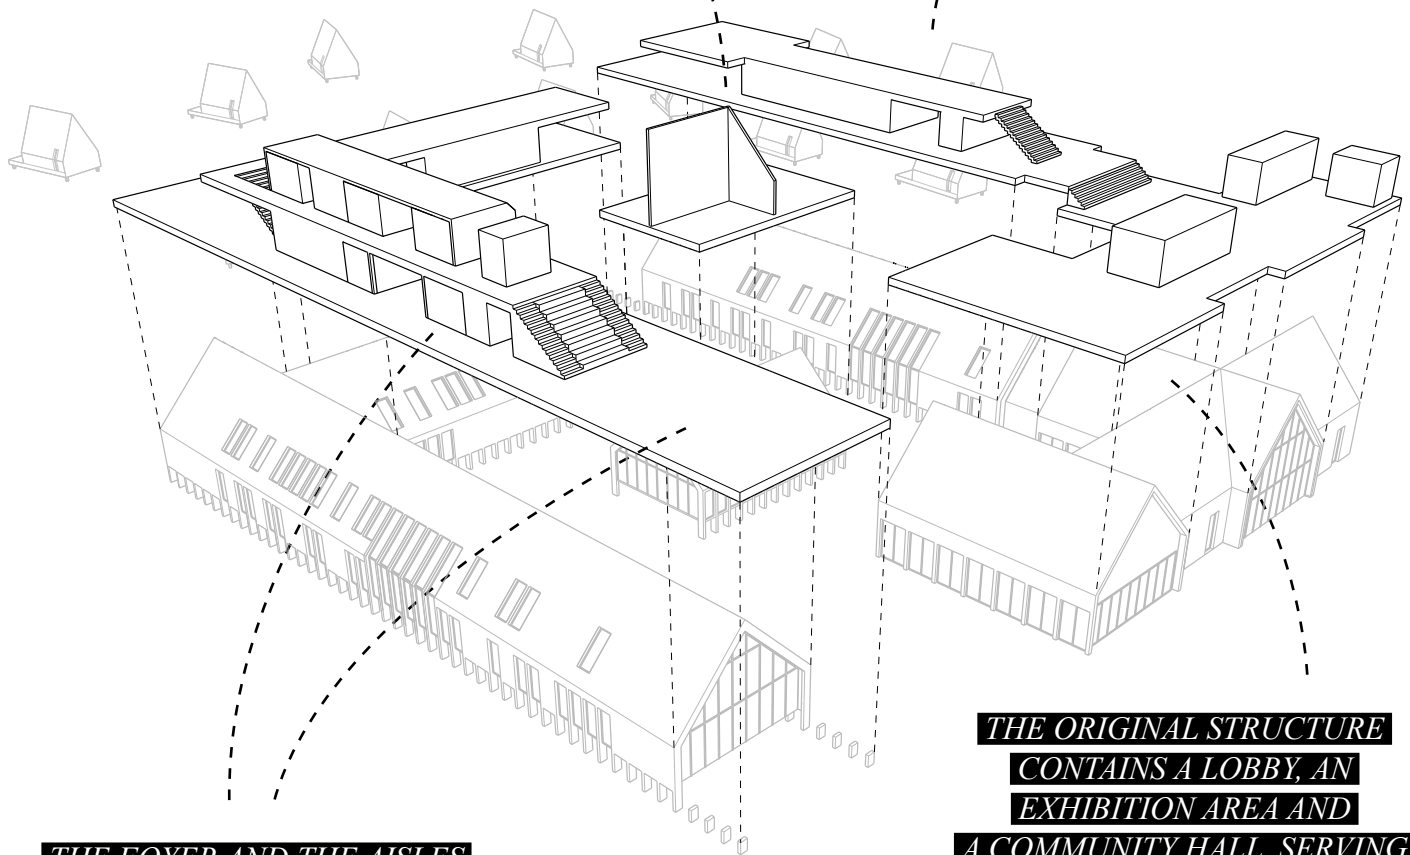 THE ORIGINAL STRUCTURE
CONTAINS A LOBBY, AN
EXHIBITION AREA AND
A COMMUNITY HALL, SERVING
THE FOYER AND THE AISLES